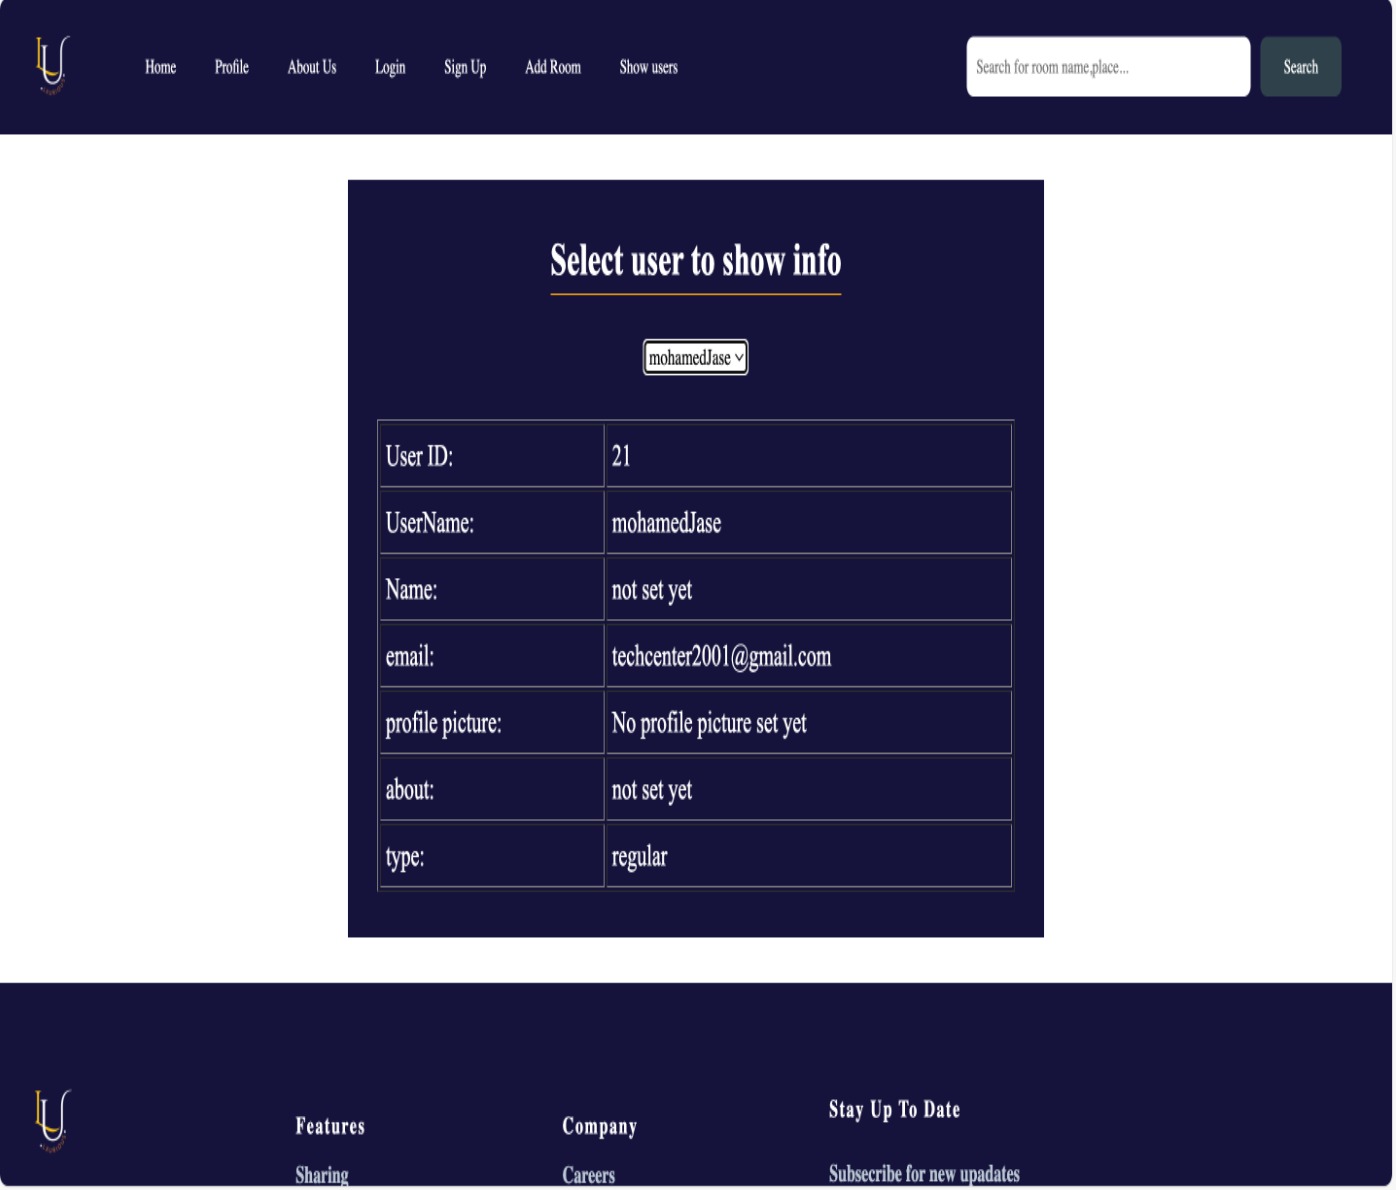 LU
Home Profile About Us Login Sign Up Add Room Show users Search for room name,place... Search
Select user to show info
mohamedJase
User ID: 21
UserName: mohamedJase
Name: not set yet
email: techcenter2001@gmail.com
profile picture: No profile picture set yet
about: not set yet
type: regular
LU
Features Company Stay Up To Date
Sharing Careers Subsecribe for new upadates